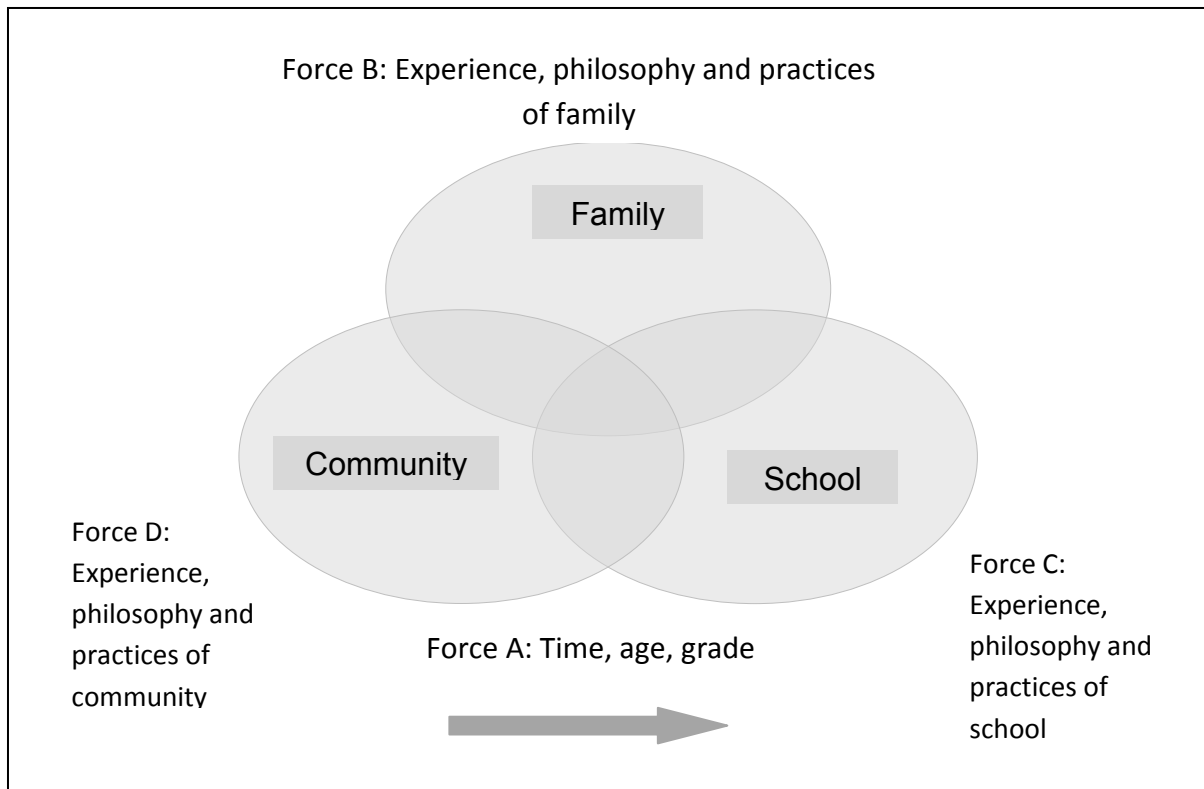 Force B: Experience, philosophy and practices
of family
Family
Community
School
Force D:
Experience,
philosophy and
practices of
community
Force A: Time, age, grade
Force C:
Experience,
philosophy and
practices of
school